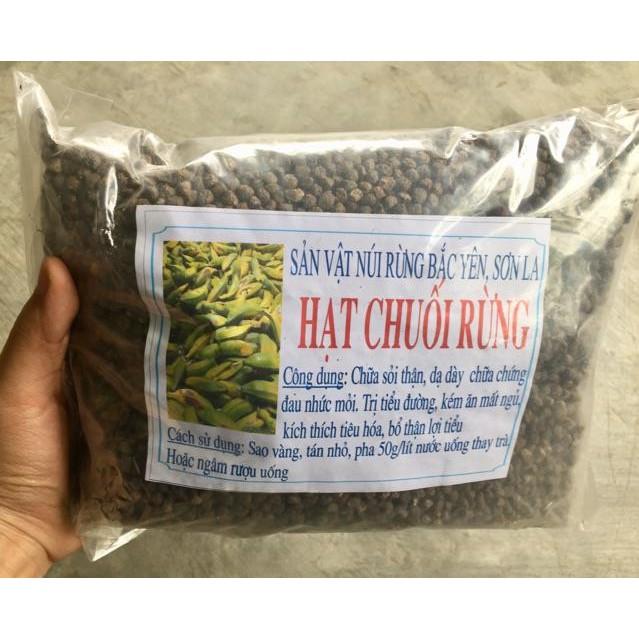 SẢN VẬT NÚI RỪNG BẮC YÊN, SƠN LA
HẠT CHUỐI RỪNG
Công dụng: Chữa sỏi thận, dạ dày chữa chứng
đau nhức mỏi. Trị tiểu đường, kém ăn mất ngủ,
kích thích tiêu hóa, bổ thận lợi tiểu
Cách sử dụng: Sao vàng, tán nhỏ, pha 50g/lít nước uống thay trà,
Hoặc ngâm rượu uống